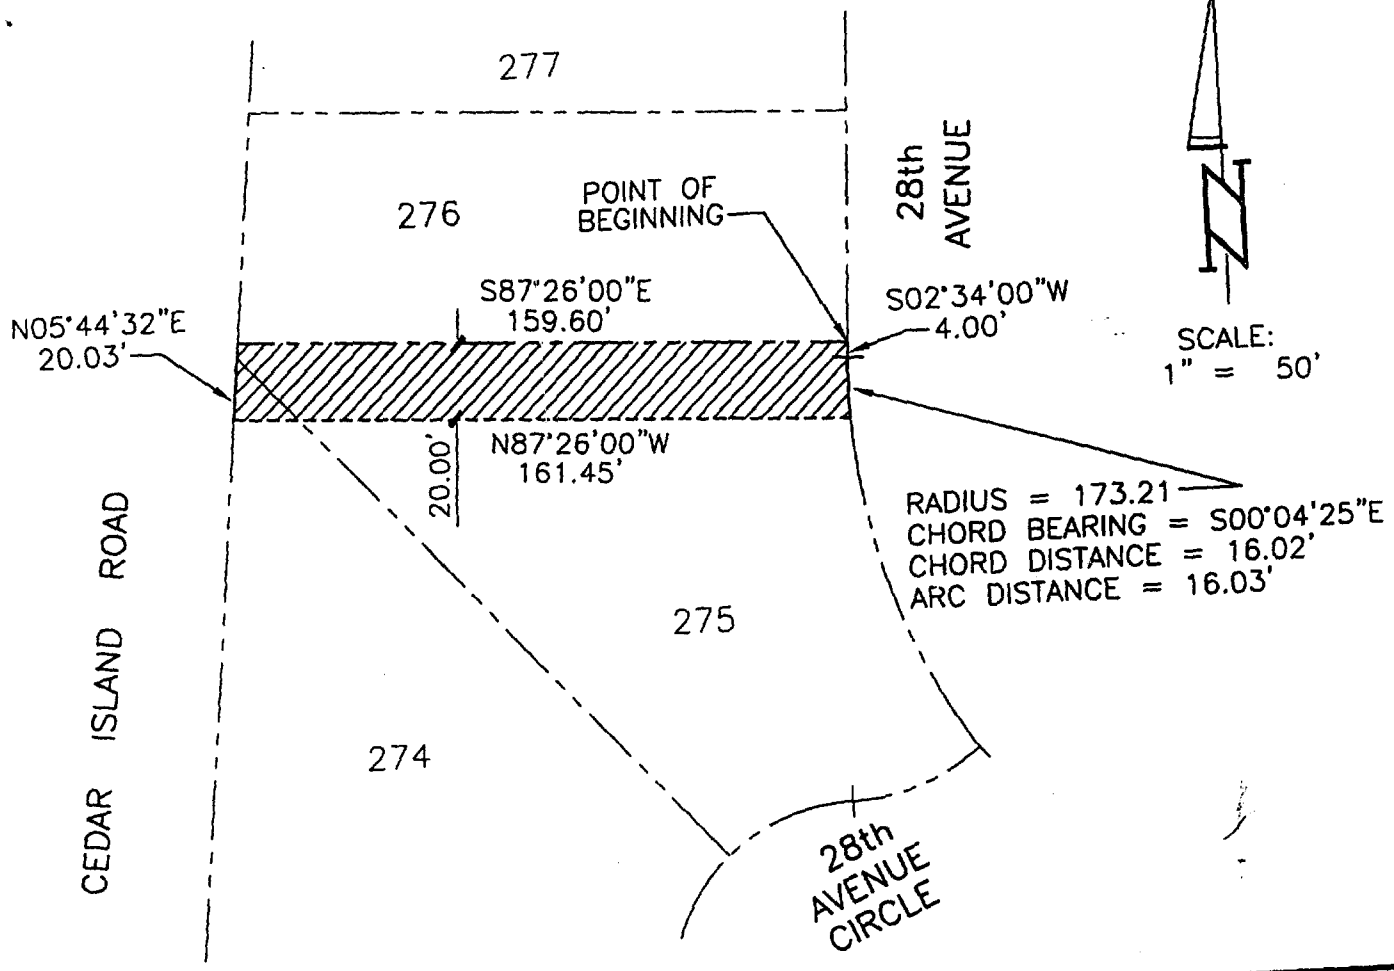 277
28th
AVENUE
276
POINT OF
BEGINNING
N
S87°26'00"E
159.60'
S02°34'00"W
4.00'
N05°44'32"E
20.03'
SCALE:
1" = 50'
N87°26'00"W
161.45'
20.00'
RADIUS = 173.21
CHORD BEARING = S00°04'25"E
CHORD DISTANCE = 16.02'
ARC DISTANCE = 16.03'
CEDAR ISLAND ROAD
275
274
28th
AVENUE
CIRCLE